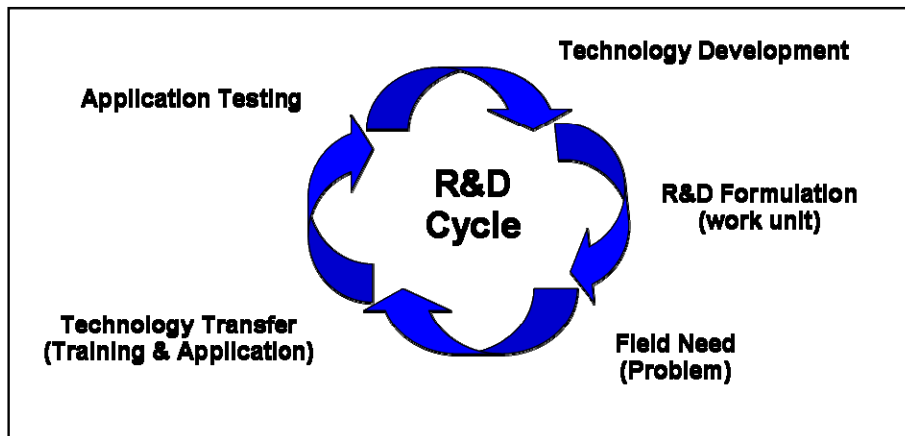 Technology Development
Application Testing
R&D
Cycle
R&D Formulation
(work unit)
Technology Transfer
(Training & Application)
Field Need
(Problem)